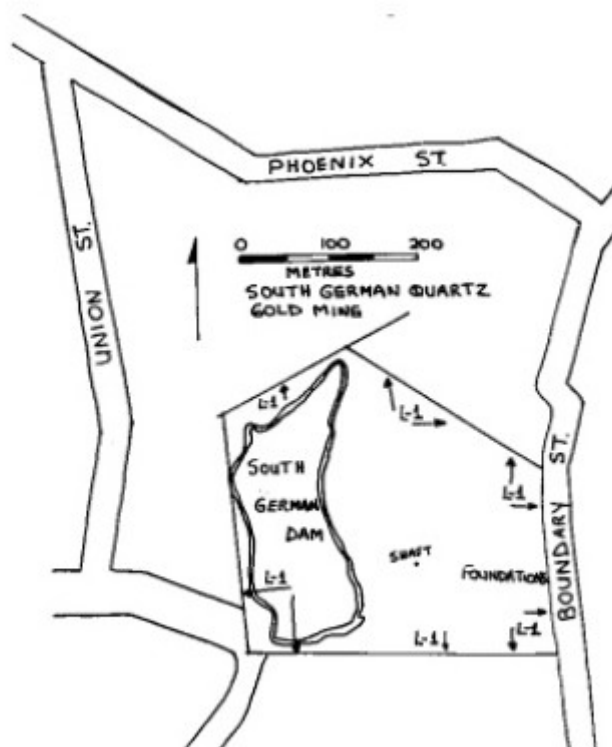 PHOENIX ST.
UNION ST.
0 100 200
METRES
SOUTH GERMAN QUARTZ
GOLD MINE
L-1
L-1
SOUTH
GERMAN
DAM
L-1
BOUNDARY ST.
SHAFT
FOUNDATIONS
L-1
L-1
L-1